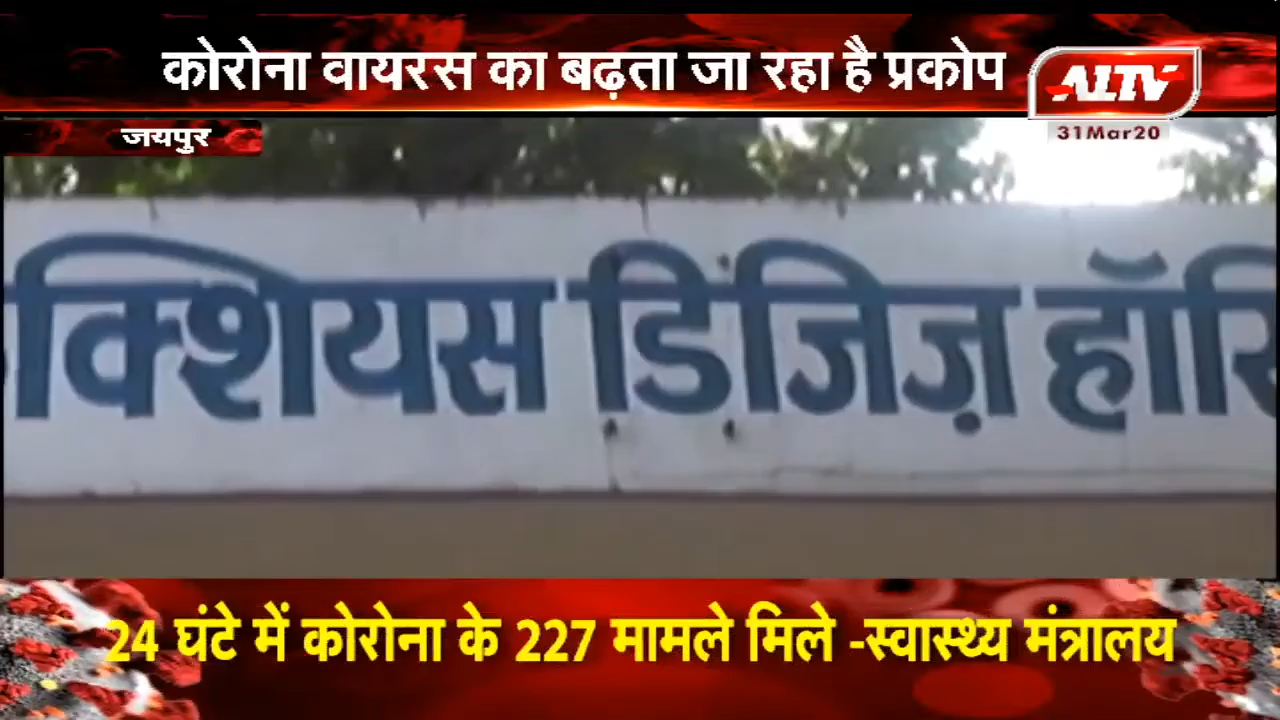 कोरोना वायरस का बढ़ता जा रहा है प्रकोप
ALTV
31Mar20
जयपुर
क्शियस डिजिज़ हॉस्
24 घंटे में कोरोना के 227 मामले मिले -स्वास्थ्य मंत्रालय